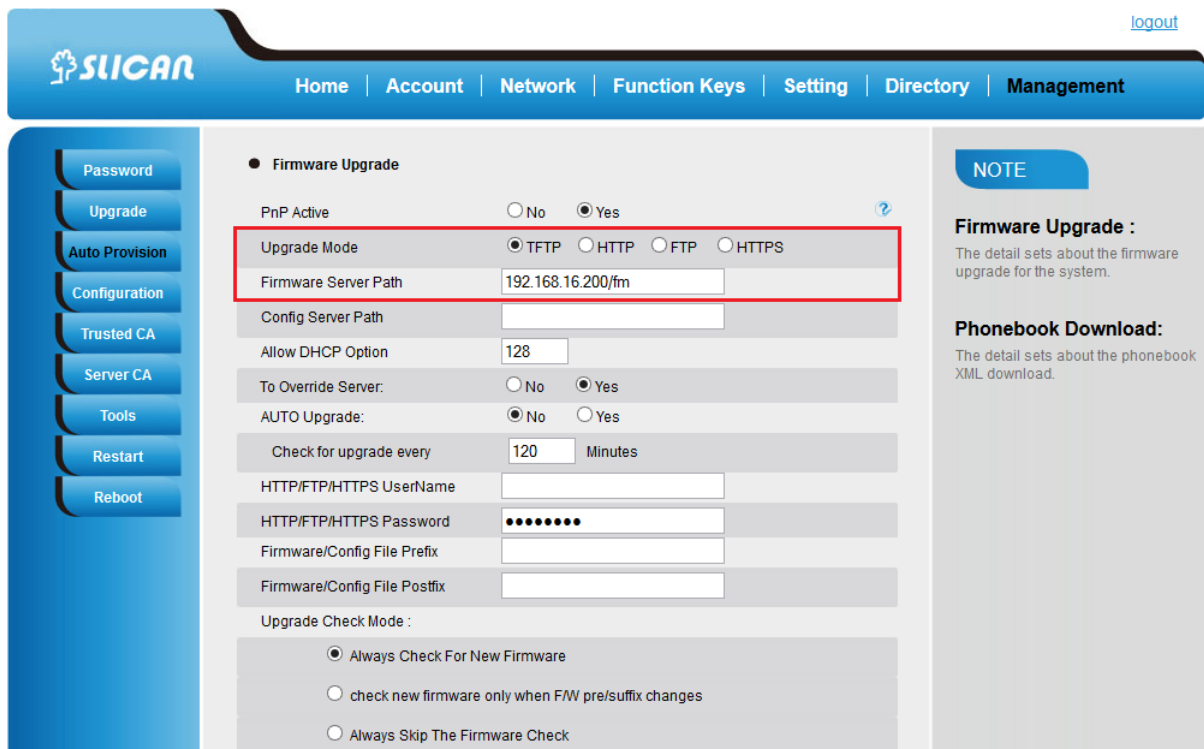 logout
SLICAN
Home Account Network Function Keys Setting Directory Management
Password
Upgrade
Auto Provision
Configuration
Trusted CA
Server CA
Tools
Restart
Reboot
Firmware Upgrade
PnP Active No Yes ?
Upgrade Mode TFTP HTTP FTP HTTPS
Firmware Server Path 192.168.16.200/fm
Config Server Path
Allow DHCP Option 128
To Override Server: No Yes
AUTO Upgrade: No Yes
Check for upgrade every 120 Minutes
HTTP/FTP/HTTPS UserName
HTTP/FTP/HTTPS Password ••••••••
Firmware/Config File Prefix
Firmware/Config File Postfix
Upgrade Check Mode :
Always Check For New Firmware
check new firmware only when F/W pre/suffix changes
Always Skip The Firmware Check
NOTE
Firmware Upgrade :
The detail sets about the firmware
upgrade for the system.
Phonebook Download:
The detail sets about the phonebook
XML download.